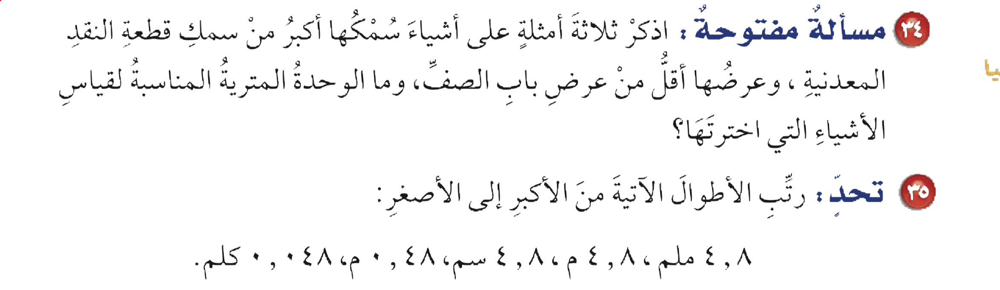 ٣٤ مسألةٌ مفتوحةٌ : اذكرْ ثلاثةَ أمثلةٍ على أشياءَ سُمْكُها أكبرُ منْ سمكِ قطعةِ النقدِ
المعدنيةِ ، وعرضُها أقلُّ منْ عرضِ بابِ الصفِّ، وما الوحدةُ المتريةُ المناسبةُ لقياسِ
الأشياءِ التي اخترتَهَا؟
٣٥ تحدٍّ : رتِّبِ الأطوالَ الآتيةَ منَ الأكبرِ إلى الأصغرِ :
٤,٨ ملم، ٤,٨ م، ٤,٨ سم، ٠,٤٨ م، ٠,٠٤٨ كلم.